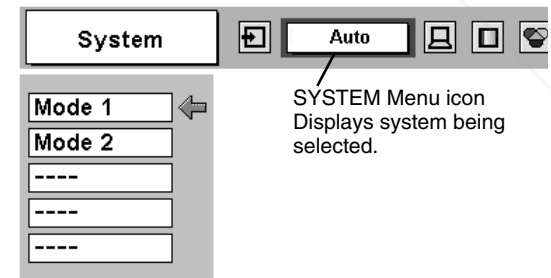 System
Auto
SYSTEM Menu icon
Displays system being
selected.
Mode 1
Mode 2
----
----
----